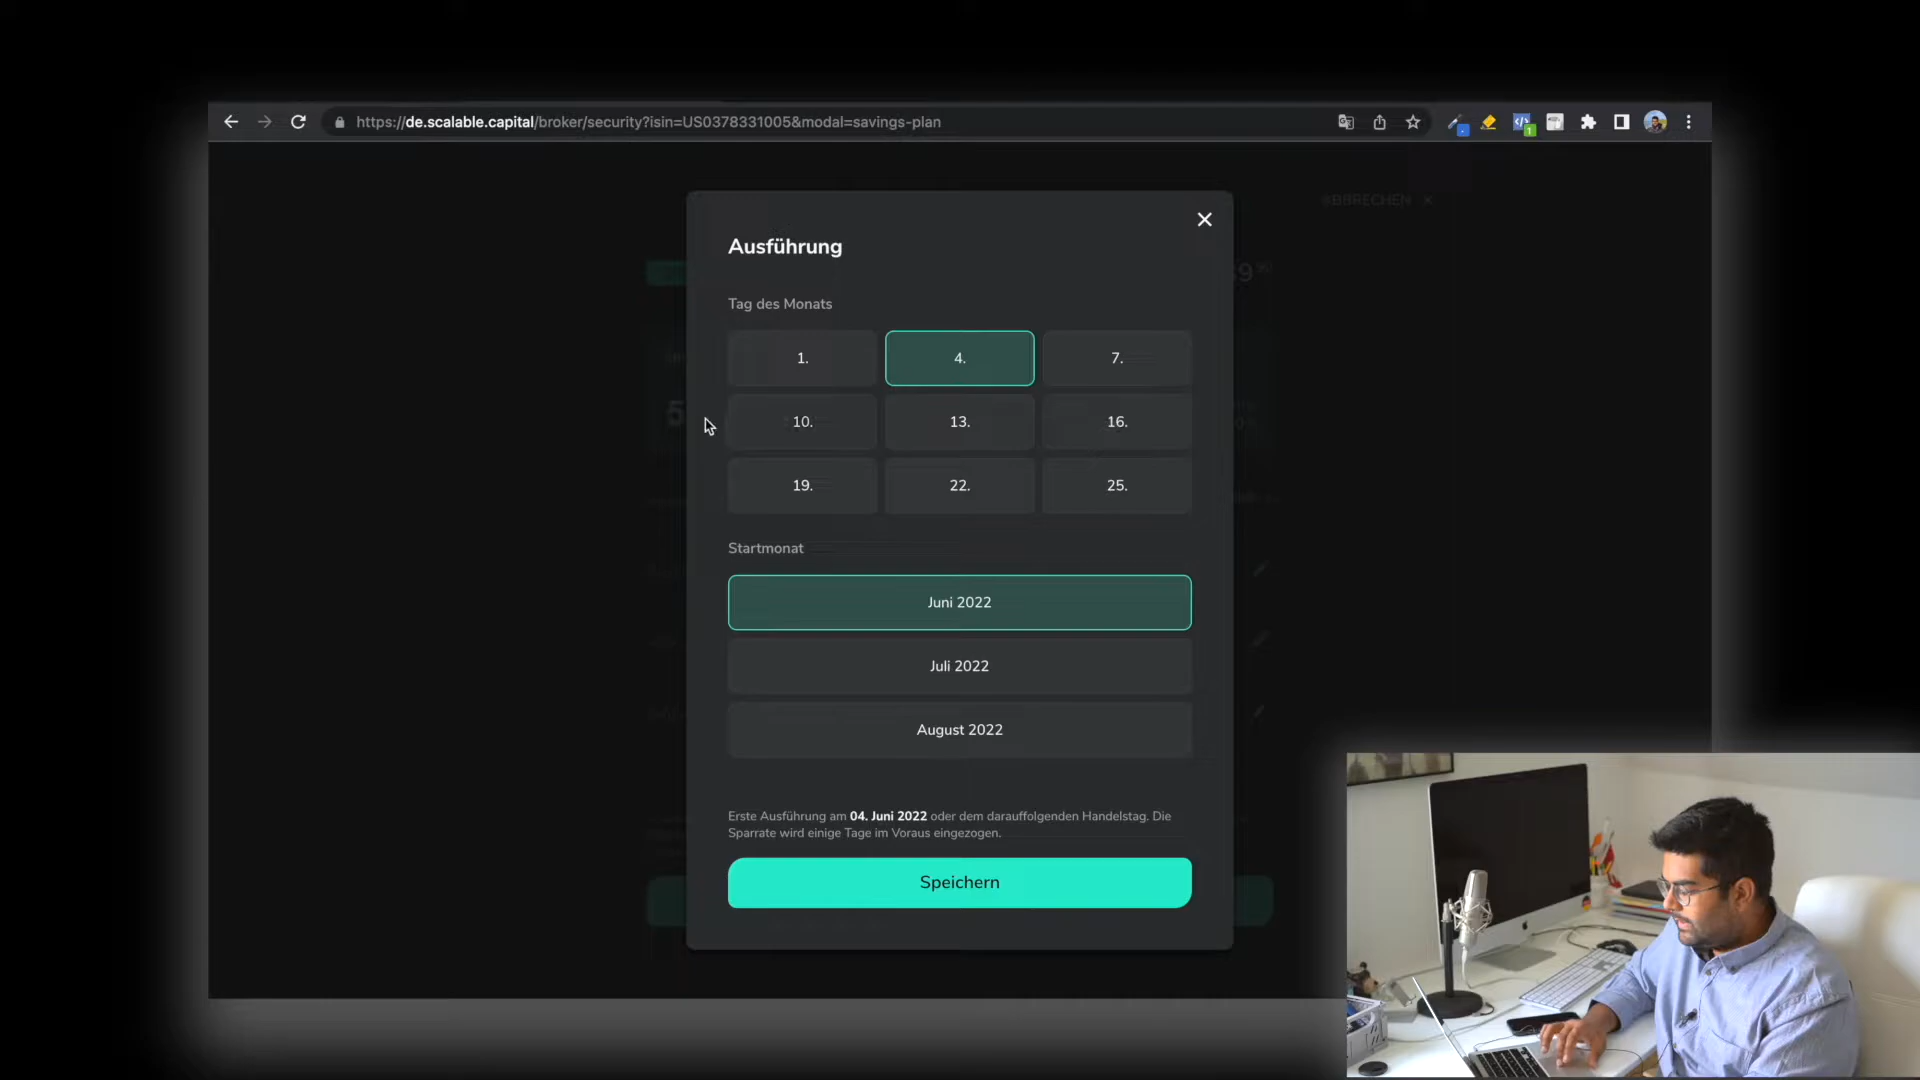 https://de.scalable.capital/broker/security?isin=US0378331005&modal=savings-plan
1
ABBRECHEN
Ausführung
Tag des Monats
1.
4.
7.
10.
13.
16.
19.
22.
25.
Startmonat
Juni 2022
Juli 2022
August 2022
Erste Ausführung am 04. Juni 2022 oder dem darauffolgenden Handelstag. Die
Sparrate wird einige Tage im Voraus eingezogen.
Speichern